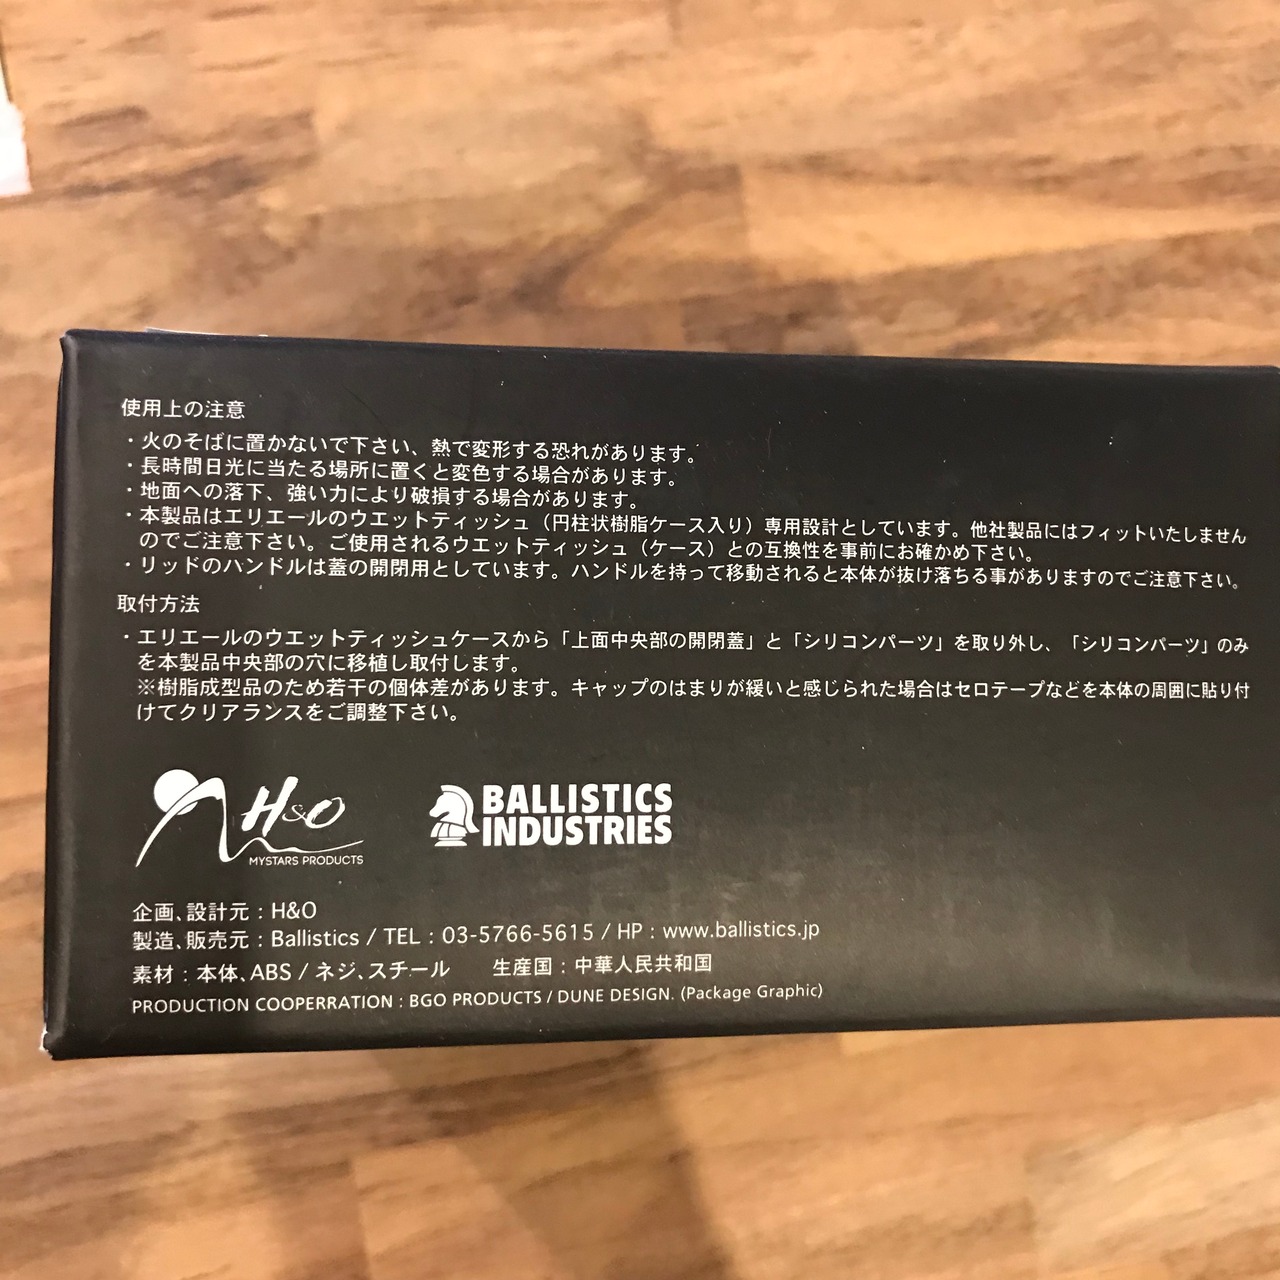 使用上の注意
・火のそばに置かないで下さい、熱で変形する恐れがあります。
・長時間日光に当たる場所に置くと変色する場合があります。
・地面への落下、強い力により破損する場合があります。
・本製品はエリエールのウエットティッシュ（円柱状樹脂ケース入り）専用設計としています。他社製品にはフィットいたしません
のでご注意下さい。ご使用されるウエットティッシュ（ケース）との互換性を事前にお確かめ下さい。
・リッドのハンドルは蓋の開閉用としています。ハンドルを持って移動されると本体が抜け落ちる事がありますのでご注意下さい。
取付方法
・エリエールのウエットティッシュケースから「上面中央部の開閉蓋」と「シリコンパーツ」を取り外し、「シリコンパーツ」のみ
を本製品中央部の穴に移植し取付します。
※樹脂成型品のため若干の個体差があります。キャップのはまりが緩いと感じられた場合はセロテープなどを本体の周囲に貼り付
けてクリアランスをご調整下さい。
H&O
MYSTARS PRODUCTS
BALLISTICS
INDUSTRIES
企画、設計元：H&O
製造、販売元：Ballistics / TEL：03-5766-5615 / HP：www.ballistics.jp
素材：本体、ABS / ネジ、スチール　　生産国：中華人民共和国
PRODUCTION COOPERRATION : BGO PRODUCTS / DUNE DESIGN. (Package Graphic)